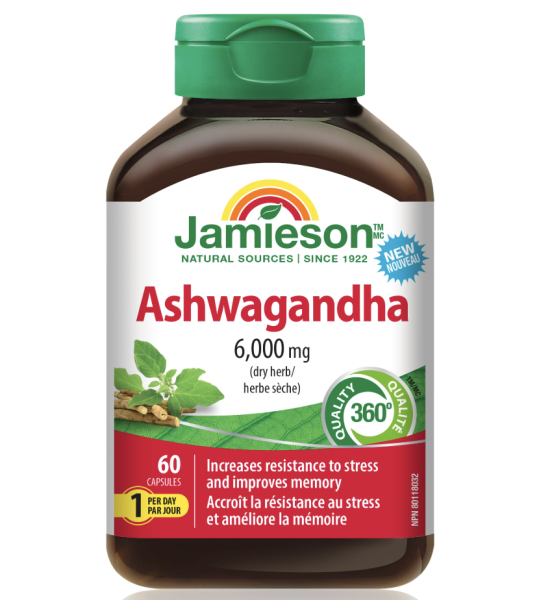 Jamieson™ MC
NATURAL SOURCES | SINCE 1922
NEW
NOUVEAU
Ashwagandha
6,000 mg
(dry herb/
herbe sèche)
QUALITY
360°
QUALITÉ
TM/MC
60
CAPSULES
1 PER DAY
PAR JOUR
Increases resistance to stress
and improves memory
Accroît la résistance au stress
et améliore la mémoire
NPN 80118032